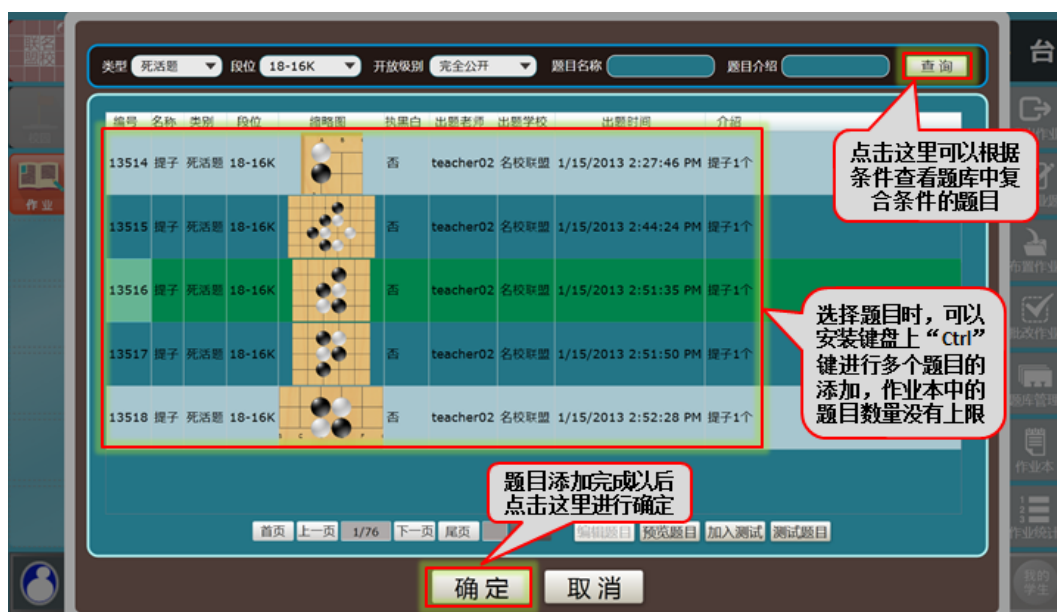 联名
盟校
台
类型 死活题 段位 18-16K 开放级别 完全公开 题目名称 题目介绍 查询
编号 名称 类别 段位 缩略图 执黑白 出题老师 出题学校 出题时间 介绍
13514 提子 死活题 18-16K 否 teacher02 名校联盟 1/15/2013 2:27:46 PM 提子1个
13515 提子 死活题 18-16K 否 teacher02 名校联盟 1/15/2013 2:44:24 PM 提子1个
13516 提子 死活题 18-16K 否 teacher02 名校联盟 1/15/2013 2:51:35 PM 提子1个
13517 提子 死活题 18-16K 否 teacher02 名校联盟 1/15/2013 2:51:50 PM 提子1个
13518 提子 死活题 18-16K 否 teacher02 名校联盟 1/15/2013 2:52:28 PM 提子1个
点击这里可以根据
条件查看题库中复
合条件的题目
选择题目时，可以
安装键盘上“Ctrl”
键进行多个题目的
添加，作业本中的
题目数量没有上限
题目添加完成以后
点击这里进行确定
首页 上一页 1/76 下一页 尾页 编辑题目 预览题目 加入测试 测试题目
确定 取消
作业
布置作业
批改作业
题库管理
作业本
作业统计
我的
学生